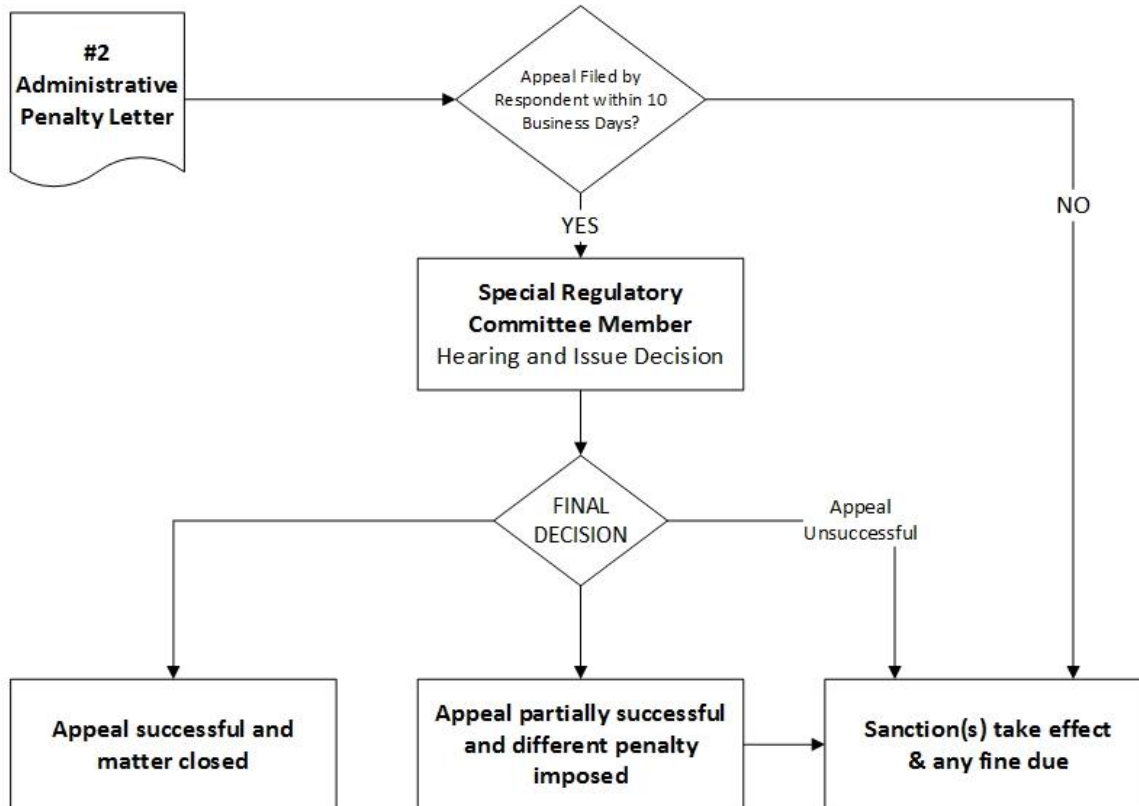 #2
Administrative
Penalty Letter
Appeal Filed by
Respondent within 10
Business Days?
YES
NO
Special Regulatory
Committee Member
Hearing and Issue Decision
FINAL
DECISION
Appeal
Unsuccessful
Appeal successful and
matter closed
Appeal partially successful
and different penalty
imposed
Sanction(s) take effect
& any fine due